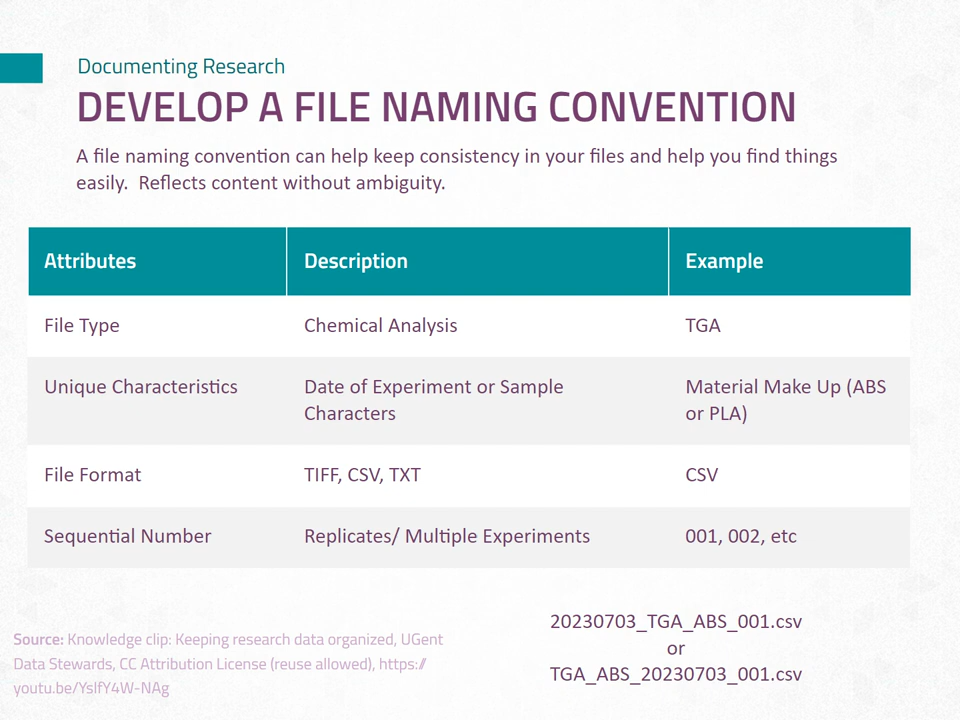 Documenting Research
DEVELOP A FILE NAMING CONVENTION
A file naming convention can help keep consistency in your files and help you find things
easily.  Reflects content without ambiguity.
Attributes Description Example
File Type Chemical Analysis TGA
Unique Characteristics Date of Experiment or Sample Material Make Up (ABS
Characters or PLA)
File Format TIFF, CSV, TXT CSV
Sequential Number Replicates/ Multiple Experiments 001, 002, etc
Source: Knowledge clip: Keeping research data organized, UGent
Data Stewards, CC Attribution License (reuse allowed), https://
youtu.be/YslfY4W-NAg
20230703_TGA_ABS_001.csv
or
TGA_ABS_20230703_001.csv